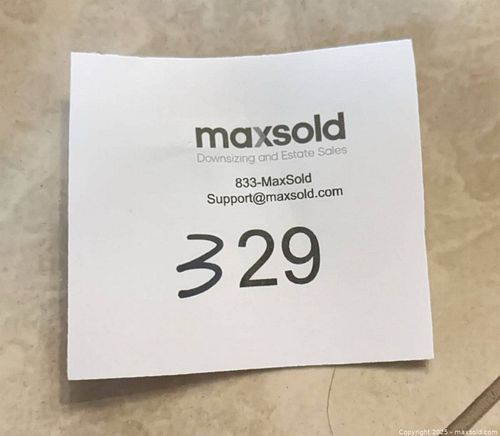 maxsold
Downsizing and Estate Sales
833-MaxSold
Support@maxsold.com
329
Copyright 2025 - maxsold.com